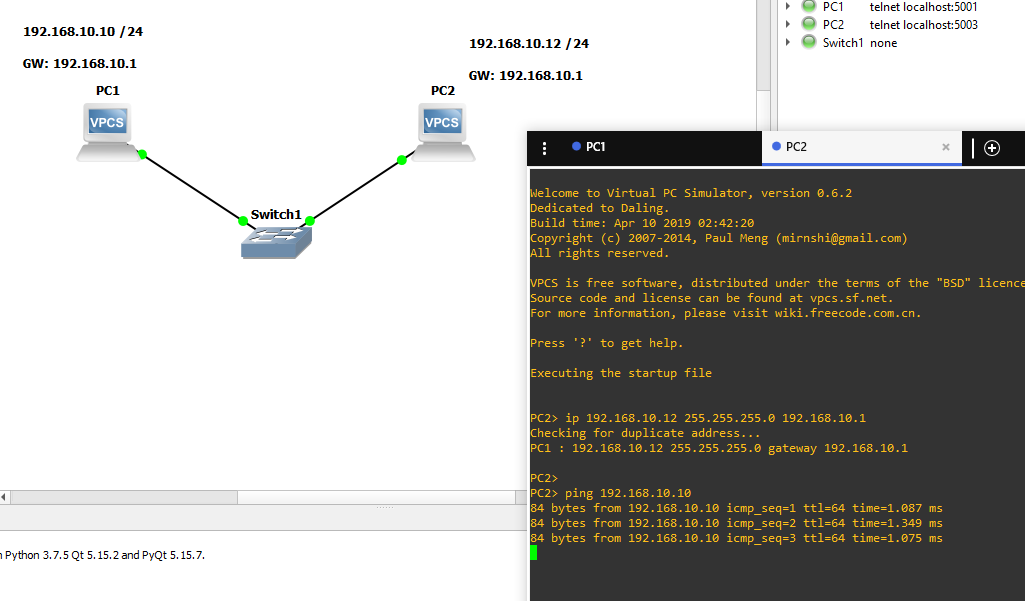 192.168.10.10 /24
GW: 192.168.10.1
PC1
VPCS
192.168.10.12 /24
GW: 192.168.10.1
PC2
VPCS
Switch1
PC1 telnet localhost:5001
PC2 telnet localhost:5003
Switch1 none
PC1
PC2
Welcome to Virtual PC Simulator, version 0.6.2
Dedicated to Daling.
Build time: Apr 10 2019 02:42:20
Copyright (c) 2007-2014, Paul Meng (mirnshi@gmail.com)
All rights reserved.
VPCS is free software, distributed under the terms of the "BSD" licence
Source code and license can be found at vpcs.sf.net.
For more information, please visit wiki.freecode.com.cn.
Press '?' to get help.
Executing the startup file
PC2> ip 192.168.10.12 255.255.255.0 192.168.10.1
Checking for duplicate address...
PC1 : 192.168.10.12 255.255.255.0 gateway 192.168.10.1
PC2>
PC2> ping 192.168.10.10
84 bytes from 192.168.10.10 icmp_seq=1 ttl=64 time=1.087 ms
84 bytes from 192.168.10.10 icmp_seq=2 ttl=64 time=1.349 ms
84 bytes from 192.168.10.10 icmp_seq=3 ttl=64 time=1.075 ms
Python 3.7.5 Qt 5.15.2 and PyQt 5.15.7.